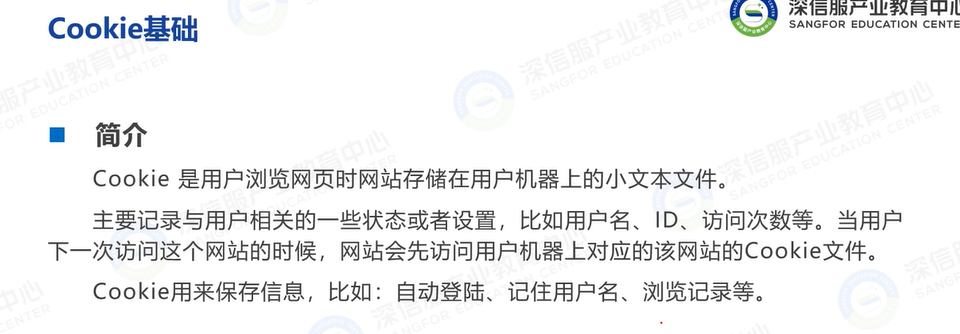 Cookie基础
深信服产业教育中心
SANGFOR EDUCATION CENTE
简介
Cookie 是用户浏览网页时网站存储在用户机器上的小文本文件。
主要记录与用户相关的一些状态或者设置，比如用户名、ID、访问次数等。当用户
下一次访问这个网站的时候，网站会先访问用户机器上对应的该网站的Cookie文件。
Cookie用来保存信息，比如：自动登陆、记住用户名、浏览记录等。